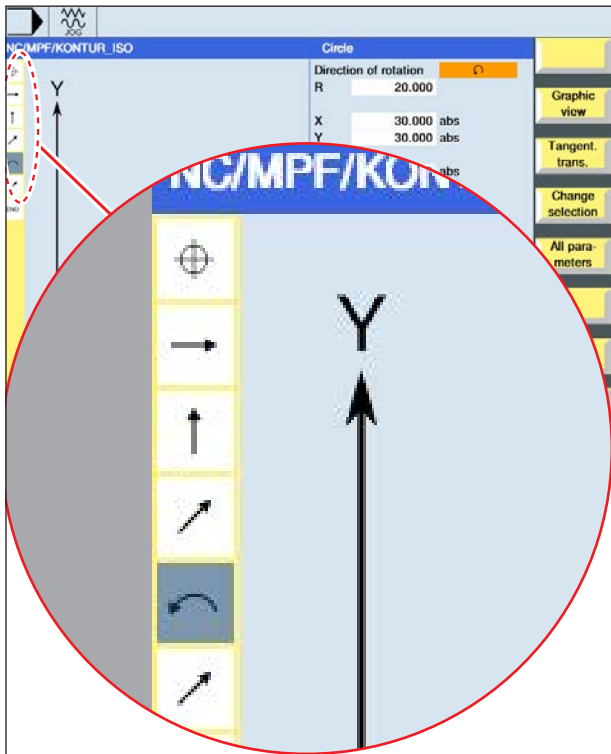 JOG
NC/MPF/KONTUR_ISO
Circle
Direction of rotation
R 20.000
X 30.000 abs
Y 30.000 abs
abs
Y
END
Graphic
view
Tangent.
trans.
Change
selection
All para-
meters
NC/MPF/KON
Y